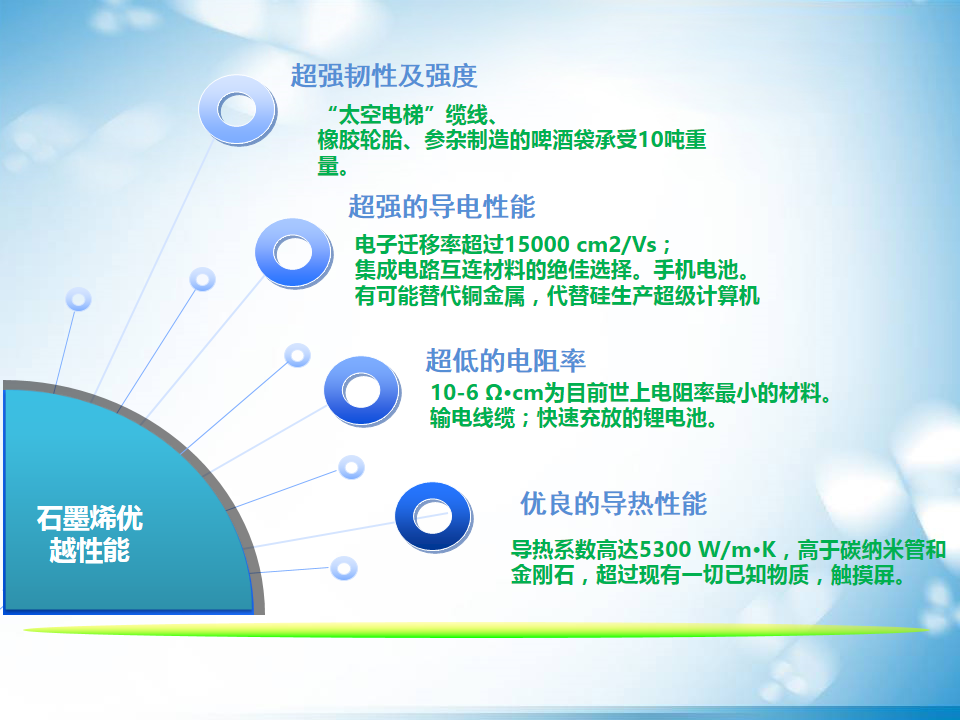 超强韧性及强度
“太空电梯”缆线、
橡胶轮胎、参杂制造的啤酒袋承受10吨重
量。
超强的导电性能
电子迁移率超过15000 cm2/Vs；
集成电路互连材料的绝佳选择。手机电池。
有可能替代铜金属，代替硅生产超级计算机
超低的电阻率
10-6 Ω•cm为目前世上电阻率最小的材料。
输电线缆；快速充放的锂电池。
优良的导热性能
导热系数高达5300 W/m•K，高于碳纳米管和
金刚石，超过现有一切已知物质，触摸屏。
石墨烯优
越性能